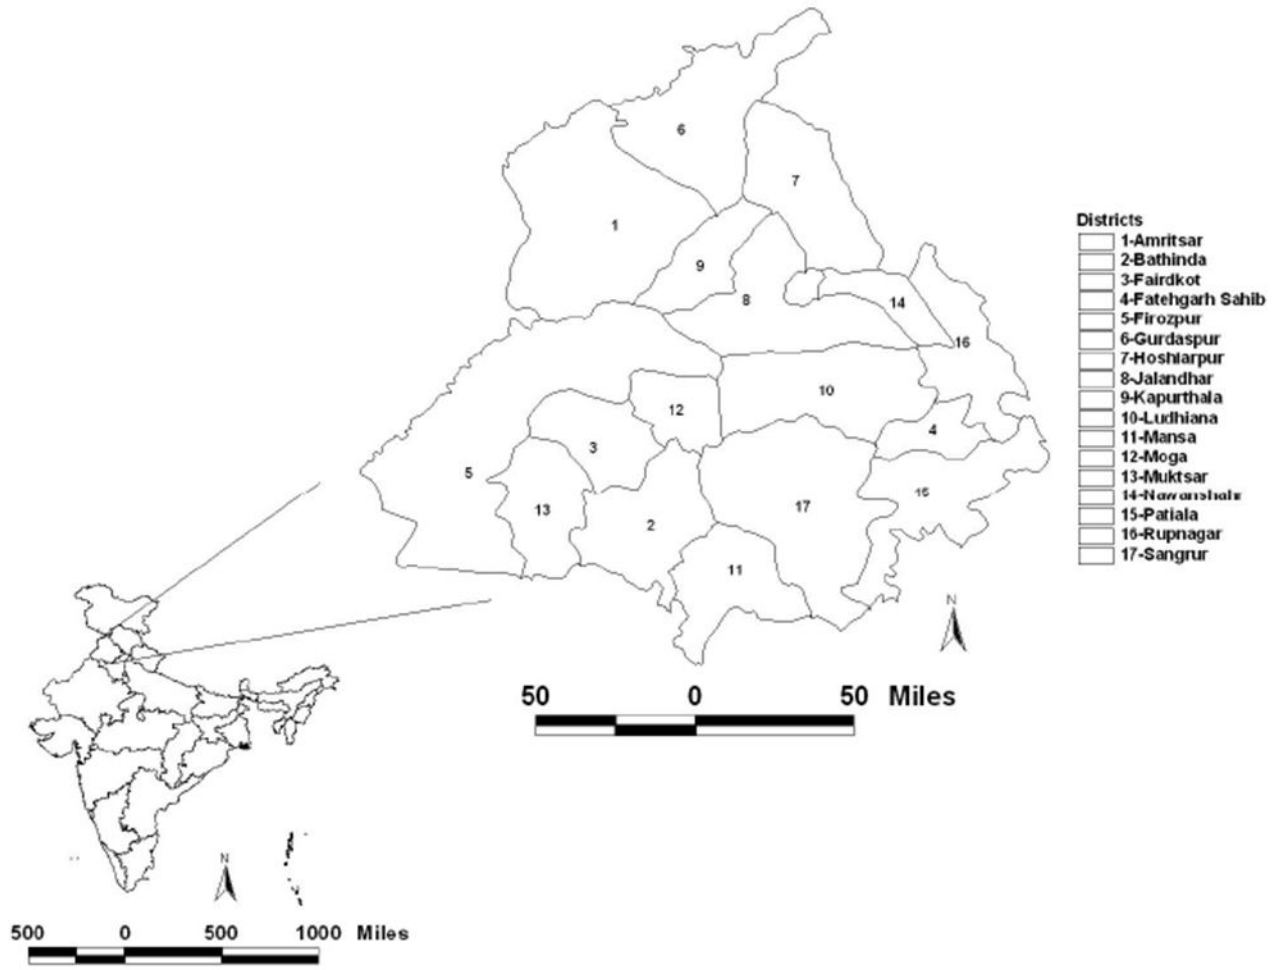 6
7
1
9
8
14
16
10
12
4
3
5
15
13
17
2
11
Districts
1-Amritsar
2-Bathinda
3-Fairdkot
4-Fatehgarh Sahib
5-Firozpur
6-Gurdaspur
7-Hoshiarpur
8-Jalandhar
9-Kapurthala
10-Ludhiana
11-Mansa
12-Moga
13-Muktsar
14-Nawanshahr
15-Patiala
16-Rupnagar
17-Sangrur
N
50 0 50 Miles
N
500 0 500 1000 Miles